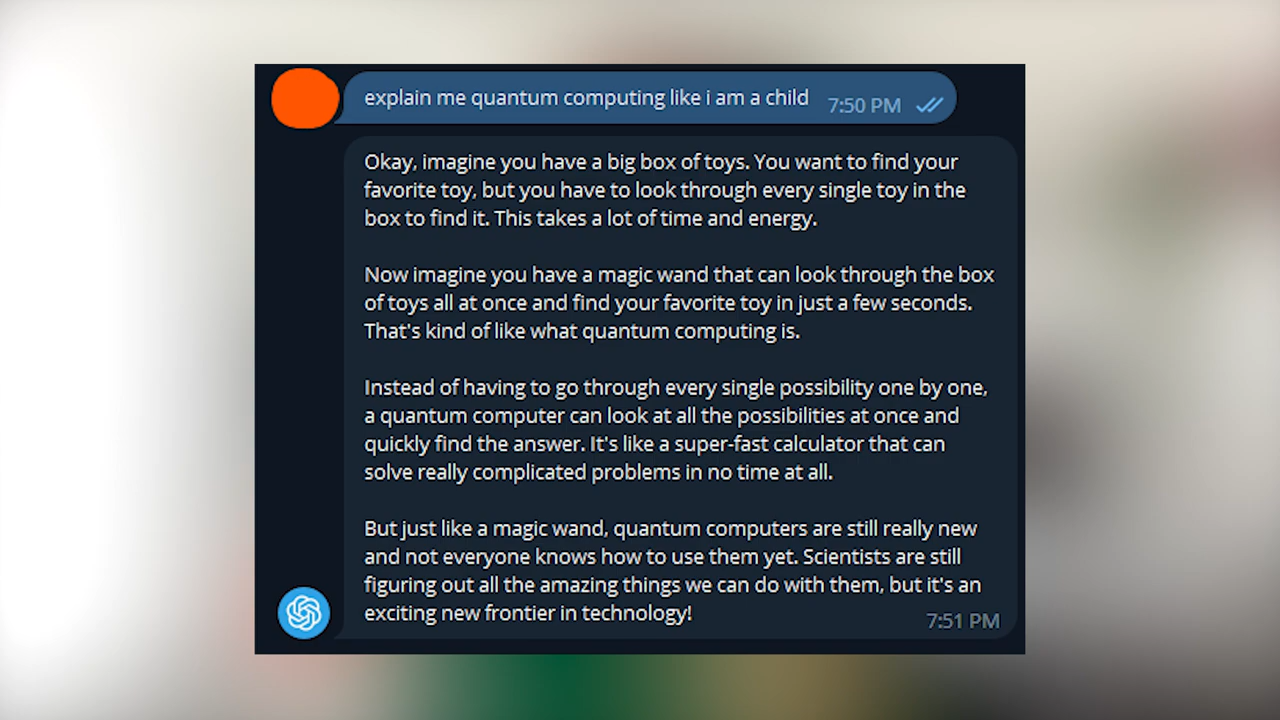 explain me quantum computing like i am a child
7:50 PM
Okay, imagine you have a big box of toys. You want to find your
favorite toy, but you have to look through every single toy in the
box to find it. This takes a lot of time and energy.
Now imagine you have a magic wand that can look through the box
of toys all at once and find your favorite toy in just a few seconds.
That's kind of like what quantum computing is.
Instead of having to go through every single possibility one by one,
a quantum computer can look at all the possibilities at once and
quickly find the answer. It's like a super-fast calculator that can
solve really complicated problems in no time at all.
But just like a magic wand, quantum computers are still really new
and not everyone knows how to use them yet. Scientists are still
figuring out all the amazing things we can do with them, but it's an
exciting new frontier in technology!
7:51 PM